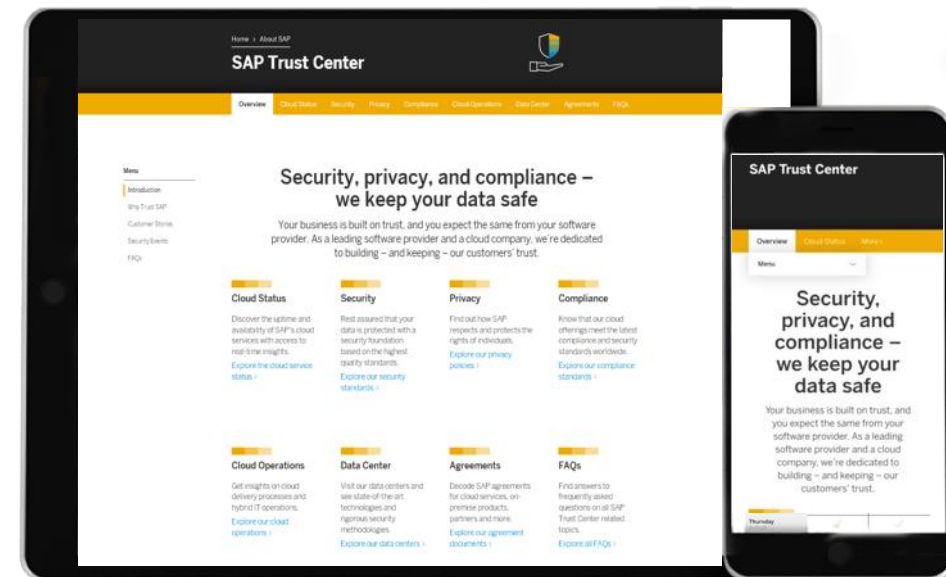 Home › About SAP
SAP Trust Center
Overview Cloud Status Security Privacy Compliance Cloud Operations Data Center Agreements FAQs
Menu
Introduction
Why Trust SAP
Customer Stories
Security Events
FAQs
Security, privacy, and compliance –
we keep your data safe
Your business is built on trust, and you expect the same from your software
provider. As a leading software provider and a cloud company, we're dedicated
to building – and keeping – our customers' trust.
Cloud Status
Discover the uptime and
availability of SAP's cloud
services with access to
real-time insights.
Explore the cloud service
status ›
Security
Rest assured that your
data is protected with a
security foundation
based on the highest
quality standards.
Explore our security
standards ›
Privacy
Find out how SAP
respects and protects the
rights of individuals.
Explore our privacy
policies ›
Compliance
Know that our cloud
offerings meet the latest
compliance and security
standards worldwide.
Explore our compliance
standards ›
Cloud Operations
Get insights on cloud
delivery processes and
hybrid IT operations.
Explore our cloud
operations ›
Data Center
Visit our data centers and
see state-of-the-art
technologies and
rigorous security
methodologies.
Explore our data centers ›
Agreements
Decode SAP agreements
for cloud services, on-
premise products,
partners and more.
Explore our agreement
documents ›
FAQs
Find answers to
frequently asked
questions on all SAP
Trust Center related
topics.
Explore all FAQs ›
SAP Trust Center
Overview Cloud Status More ›
Menu
Security,
privacy, and
compliance –
we keep your
data safe
Your business is built on trust, and
you expect the same from your
software provider. As a leading
software provider and a cloud
company, we're dedicated to
building – and keeping – our
customers' trust.
Thursday